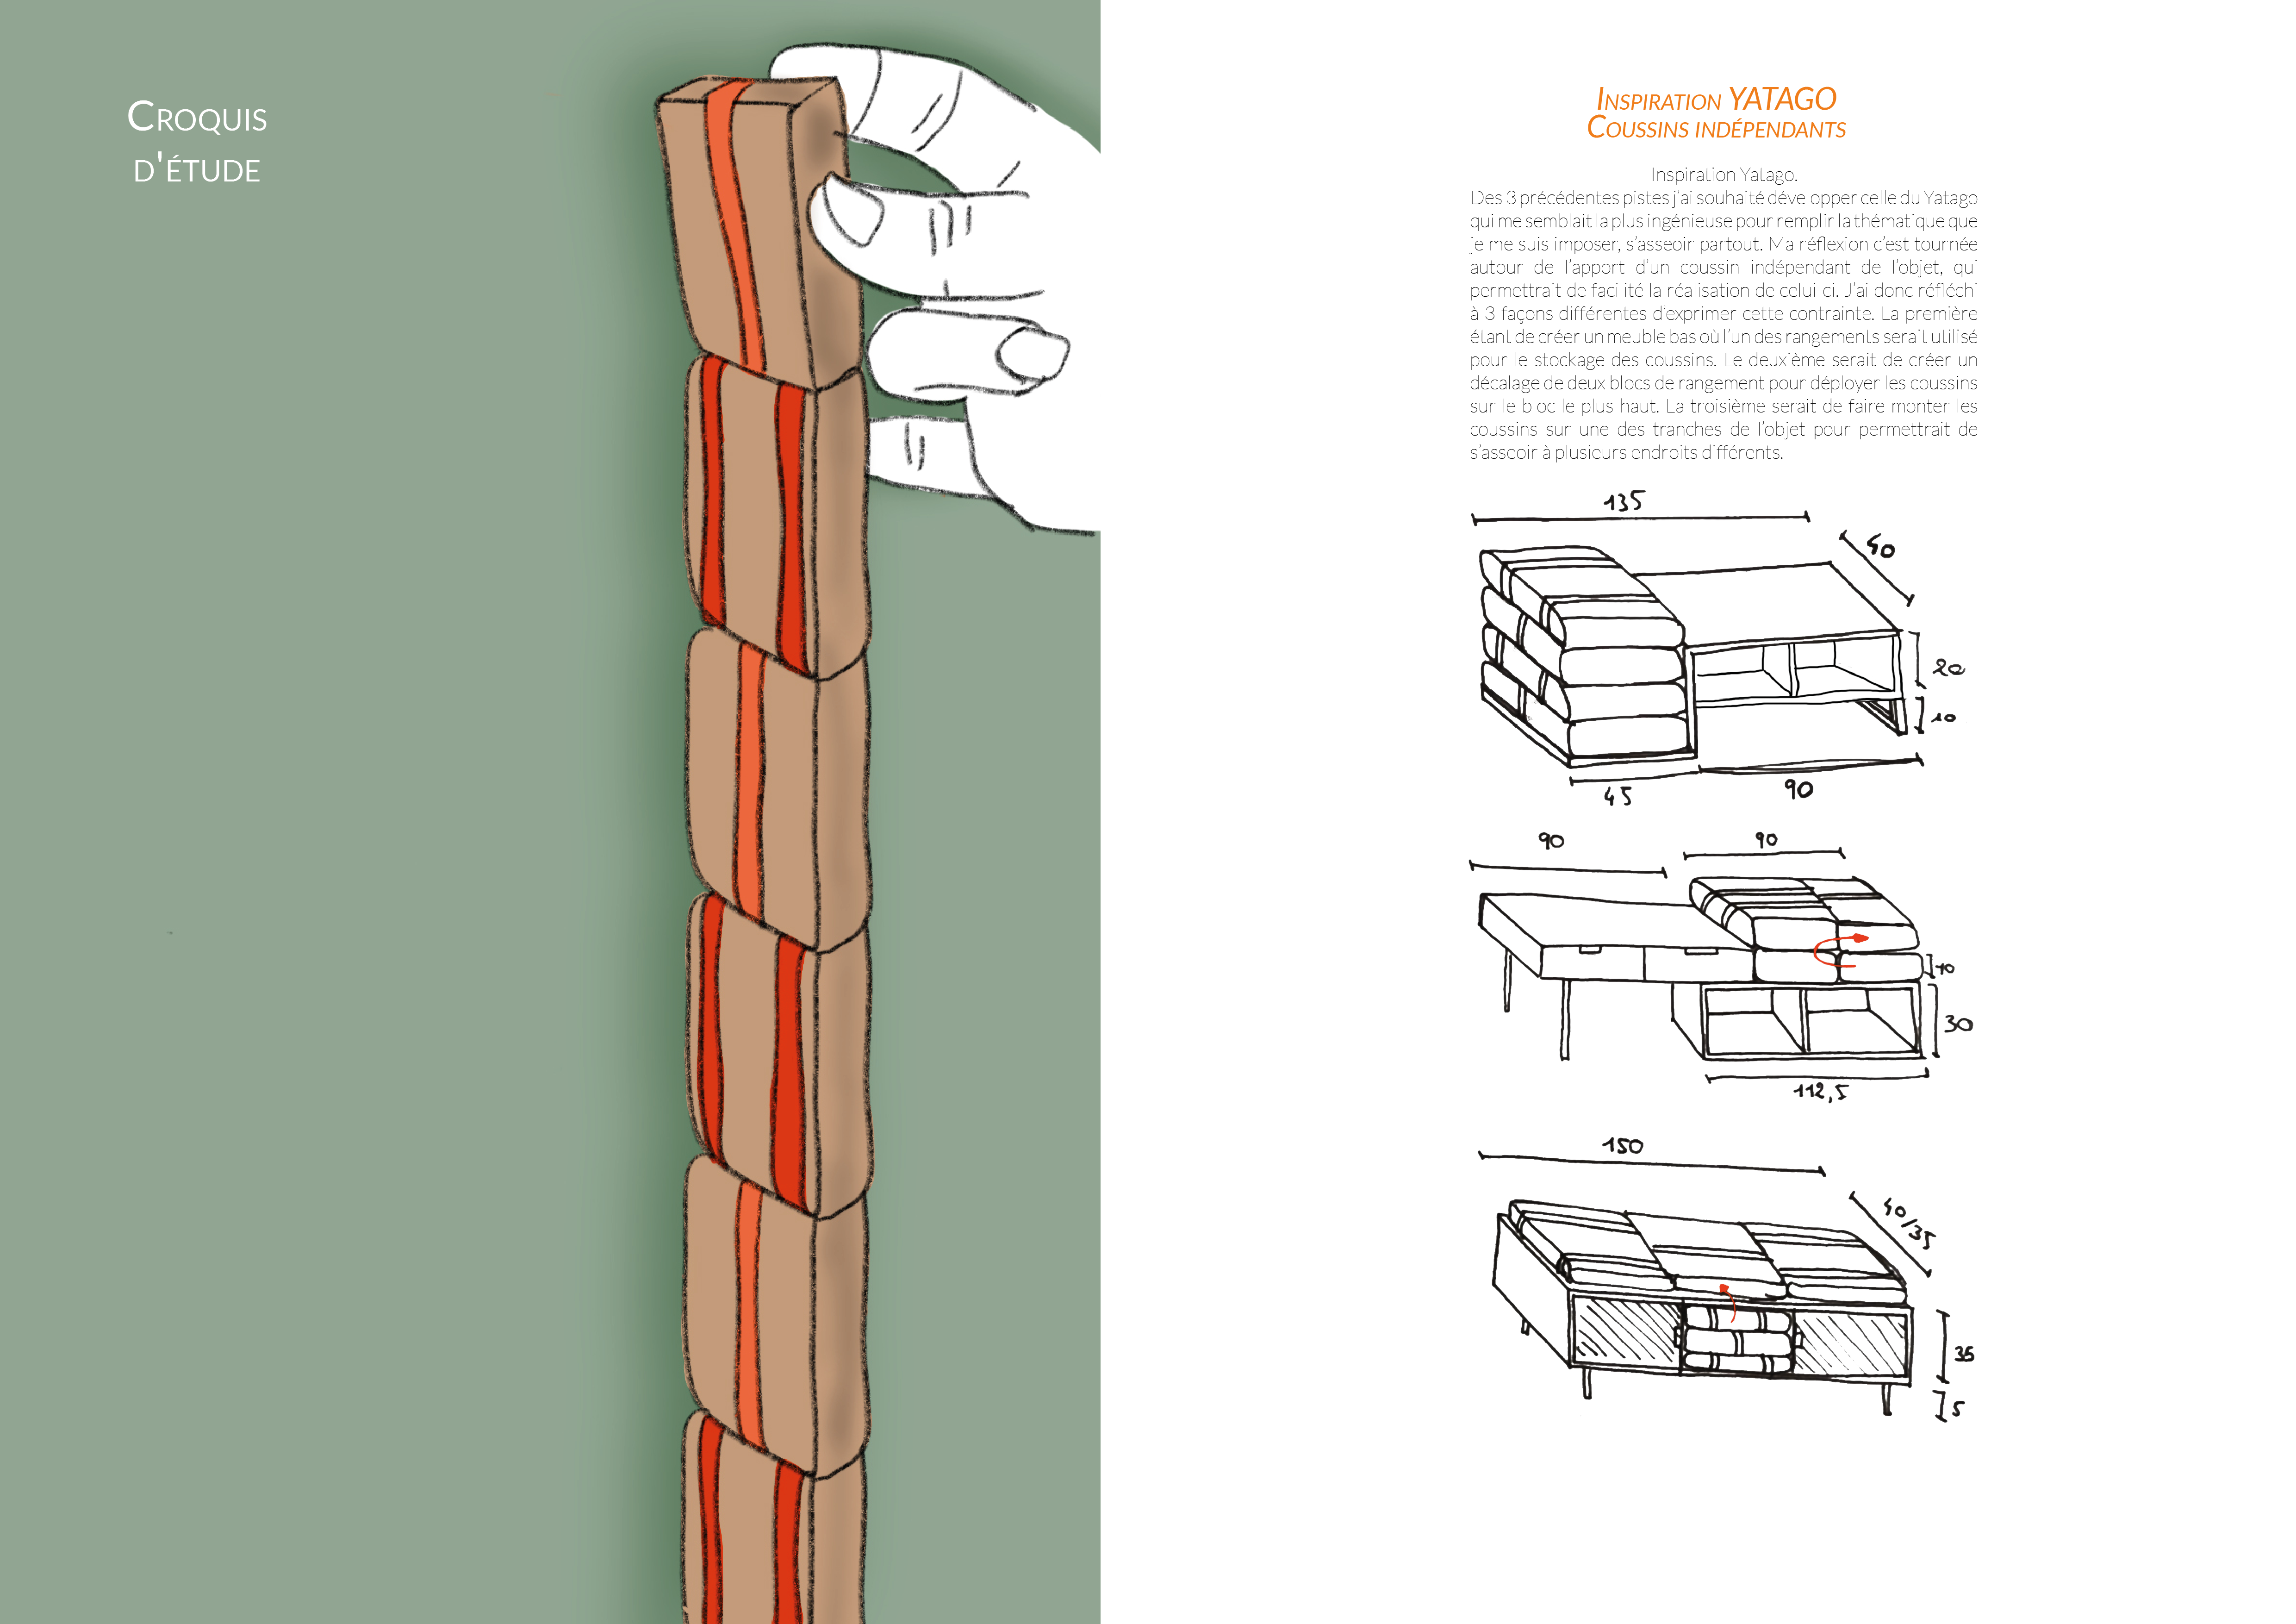 Croquis
d'étude
Inspiration YATAGO
Coussins indépendants
Inspiration Yatago.
Des 3 précédentes pistes j'ai souhaité développer celle du Yatago
qui me semblait la plus ingénieuse pour remplir la thématique que
je me suis imposer, s'asseoir partout. Ma réflexion c'est tournée
autour de l'apport d'un coussin indépendant de l'objet, qui
permettrait de facilité la réalisation de celui-ci. J'ai donc réfléchi
à 3 façons différentes d'exprimer cette contrainte. La première
étant de créer un meuble bas où l'un des rangements serait utilisé
pour le stockage des coussins. Le deuxième serait de créer un
décalage de deux blocs de rangement pour déployer les coussins
sur le bloc le plus haut. La troisième serait de faire monter les
coussins sur une des tranches de l'objet pour permettrait de
s'asseoir à plusieurs endroits différents.
135
40
20
10
45
90
90
90
10
30
112,5
150
40/35
35
5